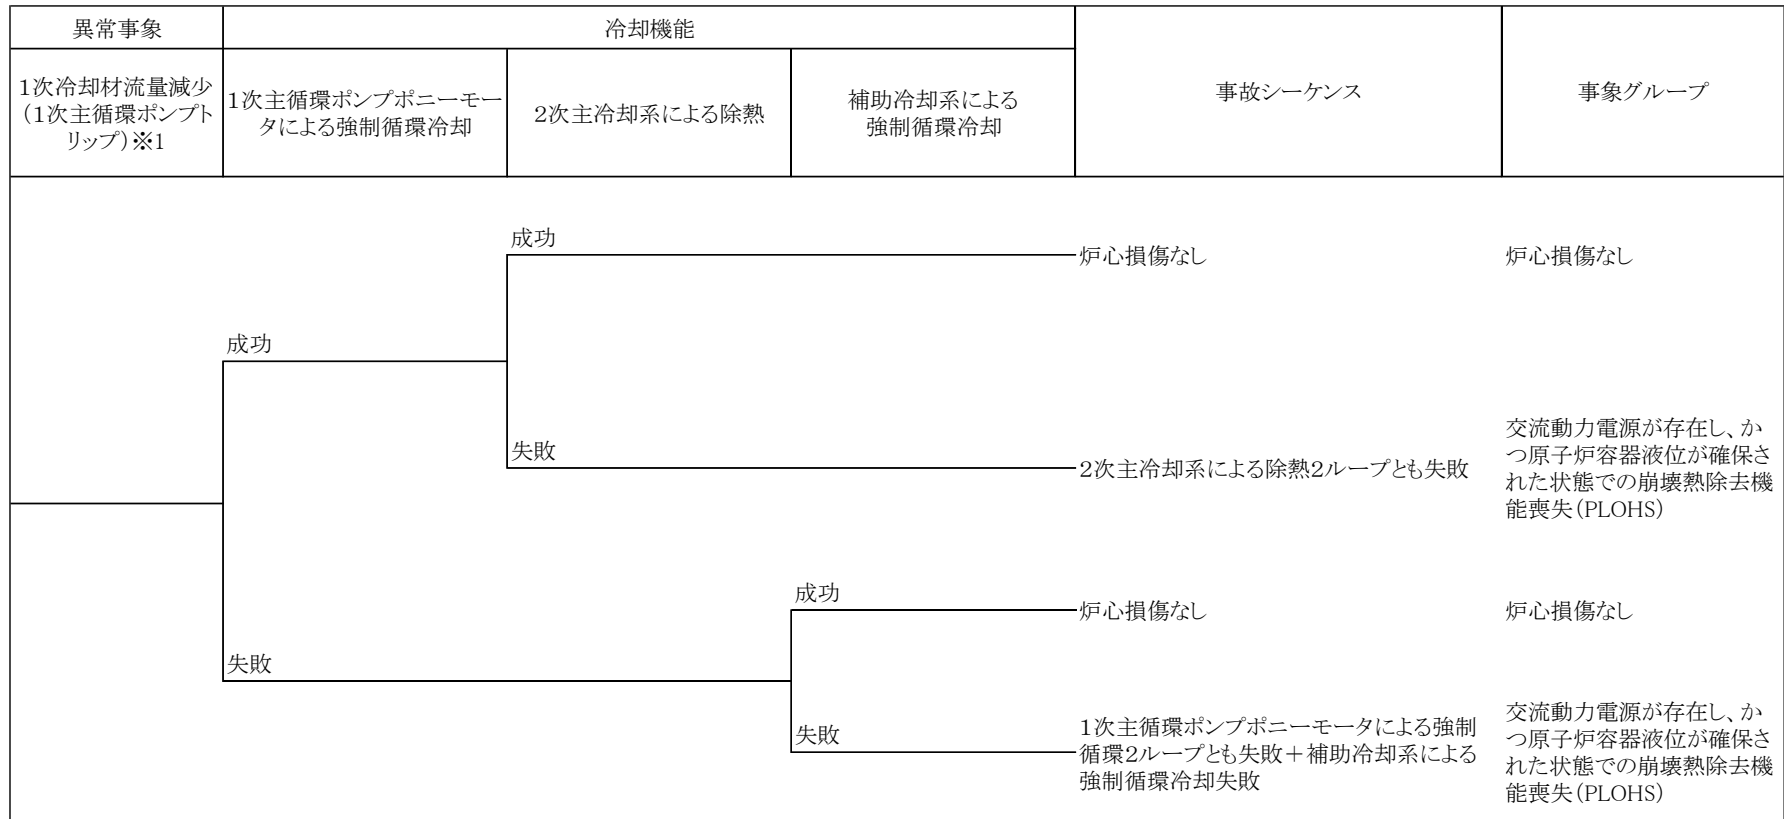 異常事象
冷却機能
1次冷却材流量減少
(1次主循環ポンプト
リップ)※1
1次主循環ポンプポニーモー
タによる強制循環冷却
2次主冷却系による除熱
補助冷却系による
強制循環冷却
事故シーケンス
事象グループ
成功
炉心損傷なし
炉心損傷なし
成功
失敗
2次主冷却系による除熱2ループとも失敗
交流動力電源が存在し、か
つ原子炉容器液位が確保さ
れた状態での崩壊熱除去機
能喪失(PLOHS)
成功
炉心損傷なし
炉心損傷なし
失敗
失敗
1次主循環ポンプポニーモータによる強制
循環2ループとも失敗+補助冷却系による
強制循環冷却失敗
交流動力電源が存在し、か
つ原子炉容器液位が確保さ
れた状態での崩壊熱除去機
能喪失(PLOHS)